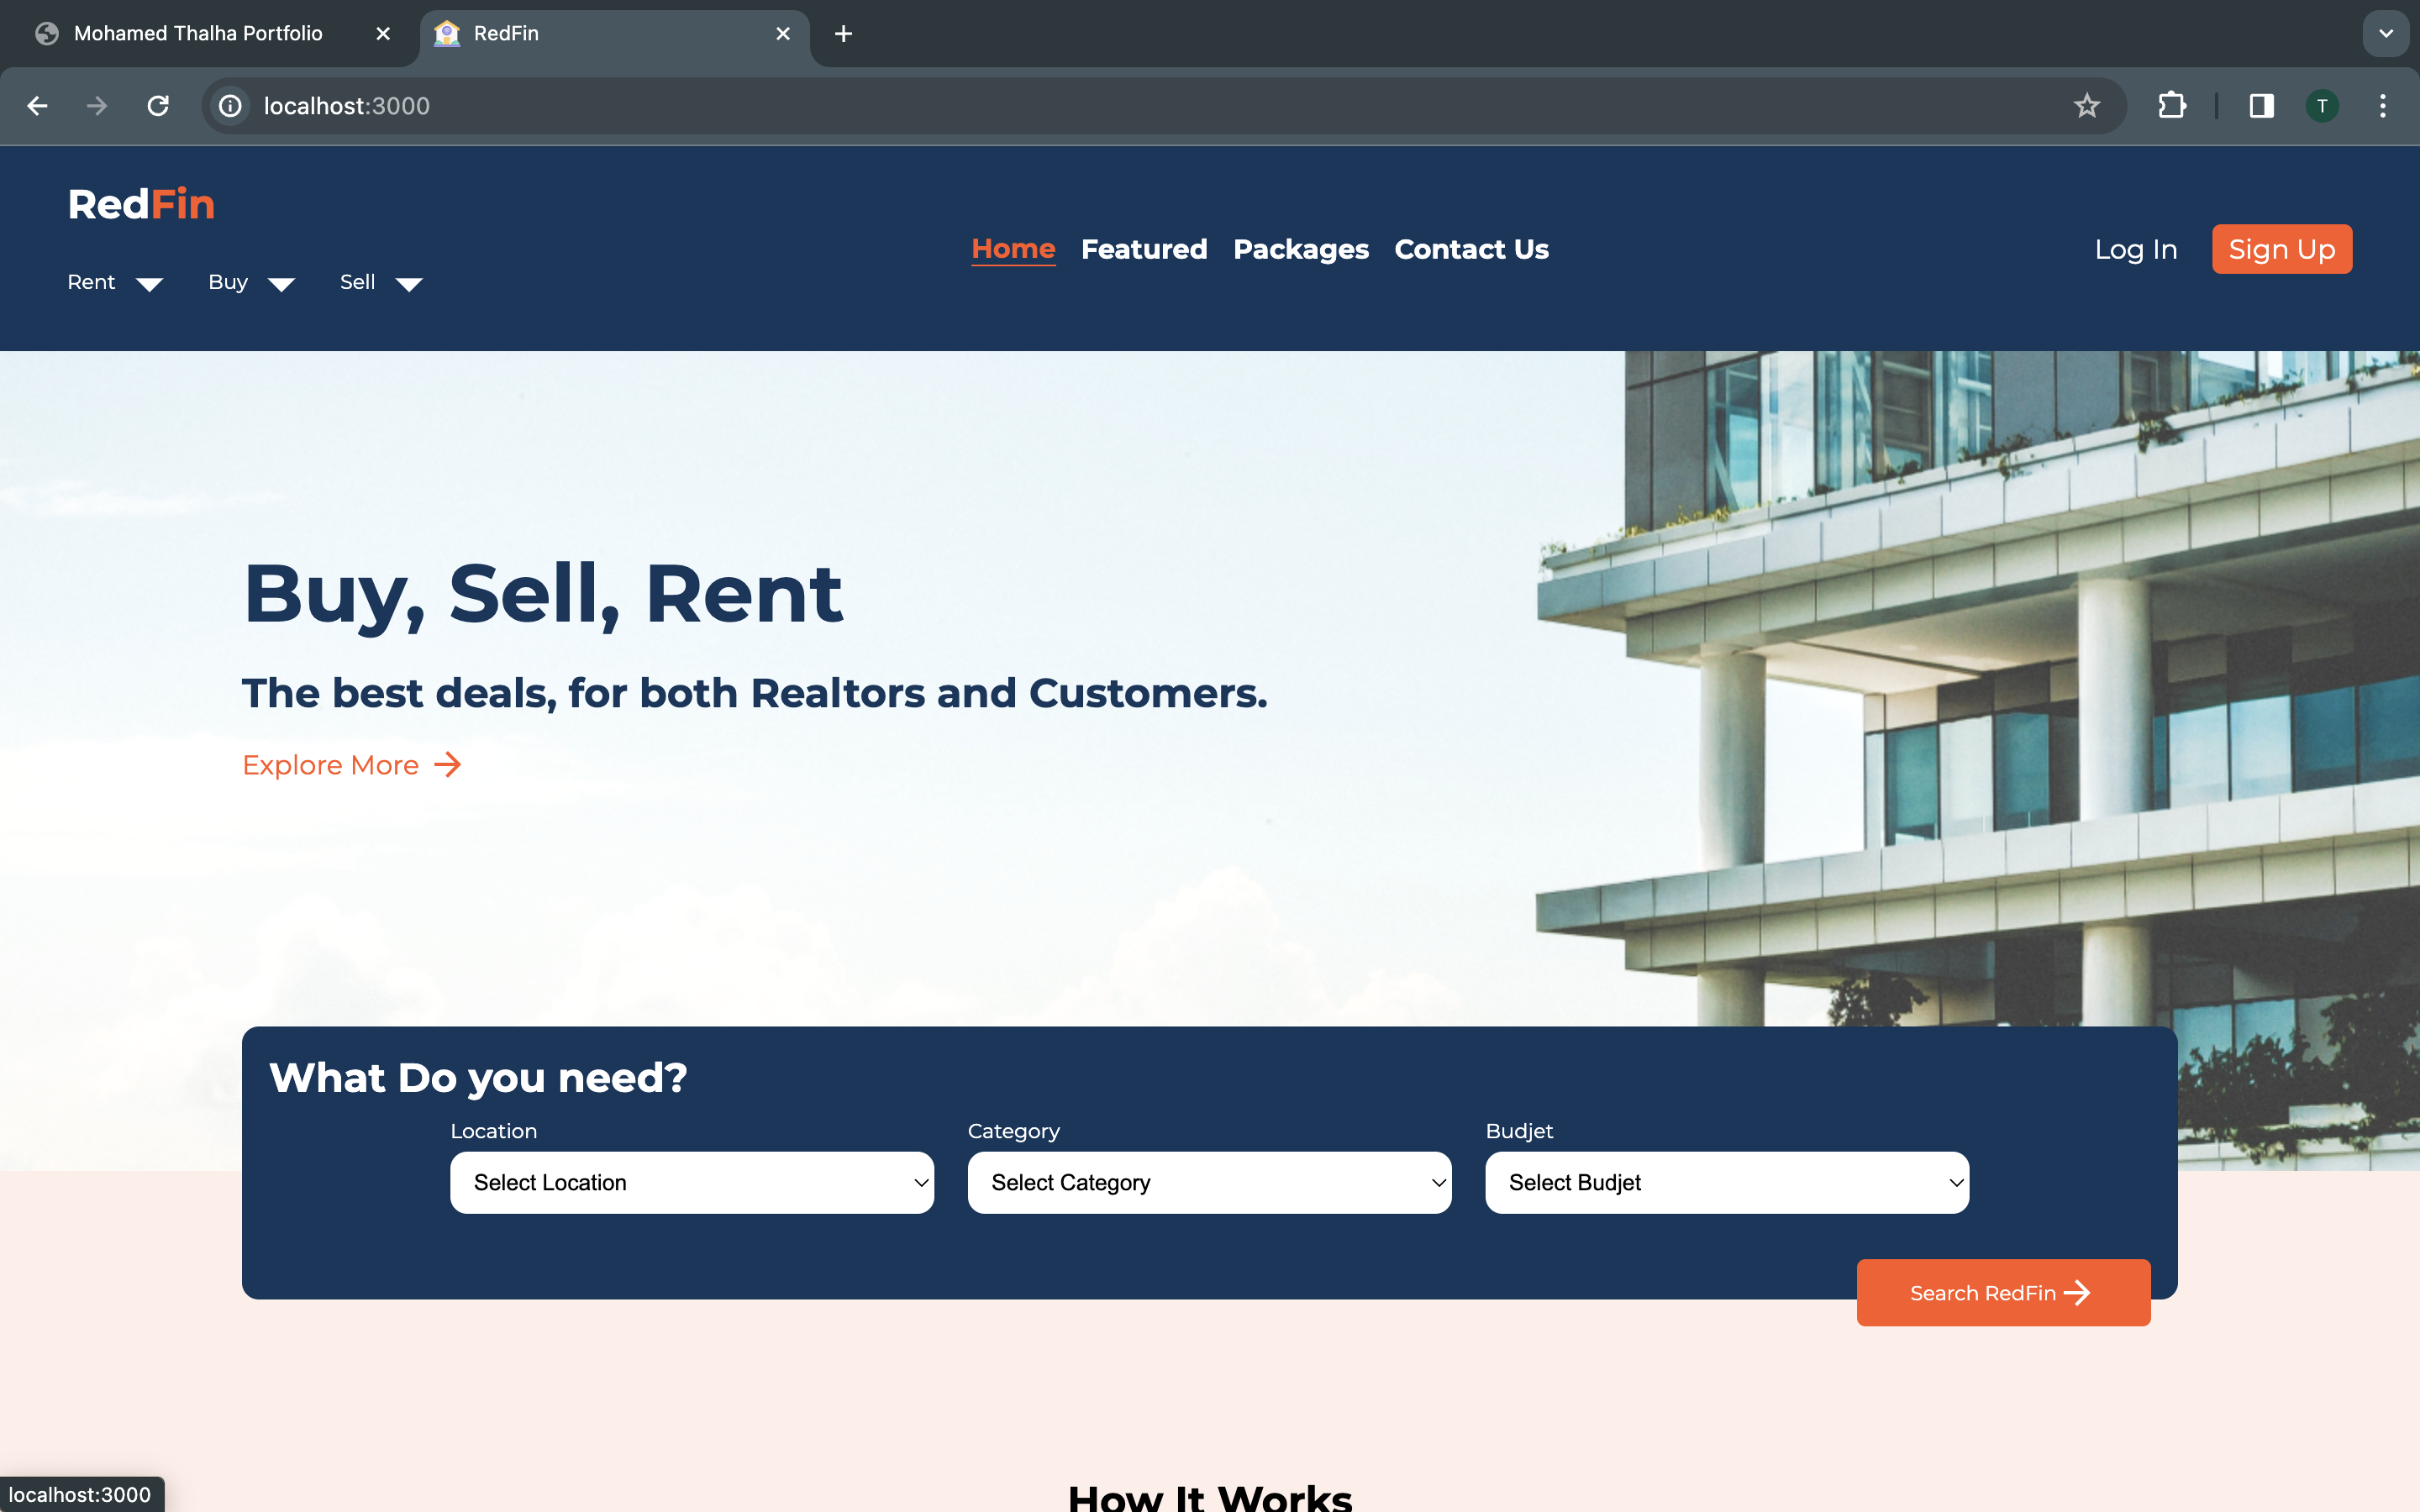 Mohamed Thalha Portfolio
RedFin
localhost:3000
T
RedFin
Rent
Buy
Sell
Home
Featured
Packages
Contact Us
Log In
Sign Up
Buy, Sell, Rent
The best deals, for both Realtors and Customers.
Explore More
What Do you need?
Location
Category
Budjet
Select Location
Select Category
Select Budjet
Search RedFin
How It Works
localhost:3000